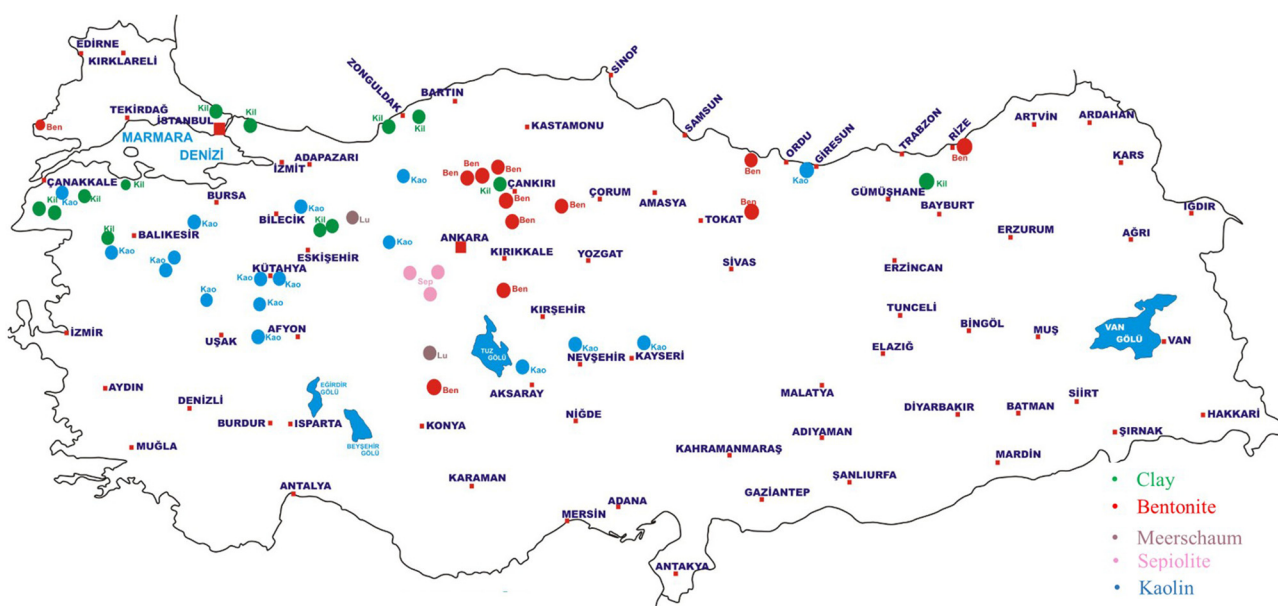 EDİRNE
KIRKLARELİ
TEKİRDAĞ
İSTANBUL
Kil
Kil
Ben
MARMARA
DENİZİ
ADAPAZARI
İZMİT
ZONGULDAK
BARTIN
Kil
Kil
KASTAMONU
SİNOP
SAMSUN
Ben
ORDU
GİRESUN
Kao
TRABZON
RİZE
Ben
ARTVİN
ARDAHAN
KARS
ÇANAKKALE
Kil
Kao
Kil
Kil
BURSA
BİLECİK
Kao
Kao
Kil
Lu
Kao
Ben
Ben
Ben
Kil
ÇANKIRI
Ben
Ben
Ben
ÇORUM
AMASYA
TOKAT
Ben
GÜMÜŞHANE
Kil
BAYBURT
IĞDIR
Kil
BALIKESİR
Kao
Kao
Kao
ESKİŞEHİR
Kao
ANKARA
KIRIKKALE
YOZGAT
SİVAS
ERZURUM
AĞRI
ERZİNCAN
KÜTAHYA
Kao
Kao
Kao
Kao
Sep
Ben
KIRŞEHİR
TUNCELİ
BİNGÖL
MUŞ
VAN
GÖLÜ
VAN
İZMİR
UŞAK
AFYON
Kao
Lu
TUZ
GÖLÜ
Kao
NEVŞEHİR
Kao
KAYSERİ
ELAZIĞ
AYDIN
DENİZLİ
EĞİRDİR
GÖLÜ
Ben
Kao
AKSARAY
MALATYA
DİYARBAKIR
BATMAN
SİİRT
HAKKARİ
BURDUR
ISPARTA
BEYŞEHİR
GÖLÜ
KONYA
NİĞDE
ADIYAMAN
ŞIRNAK
MUĞLA
KAHRAMANMARAŞ
MARDİN
ANTALYA
KARAMAN
ADANA
MERSİN
GAZİANTEP
ŞANLIURFA
ANTAKYA
Clay
Bentonite
Meerschaum
Sepiolite
Kaolin